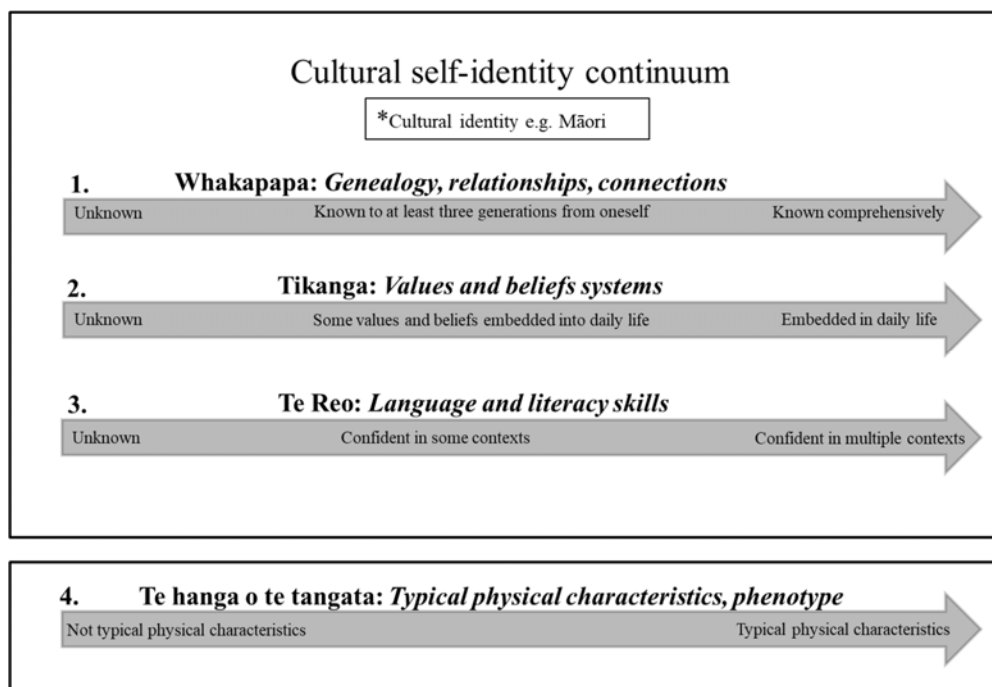 Cultural self-identity continuum
*Cultural identity e.g. Māori
1. Whakapapa: Genealogy, relationships, connections
Unknown Known to at least three generations from oneself Known comprehensively
2. Tikanga: Values and beliefs systems
Unknown Some values and beliefs embedded into daily life Embedded in daily life
3. Te Reo: Language and literacy skills
Unknown Confident in some contexts Confident in multiple contexts
4. Te hanga o te tangata: Typical physical characteristics, phenotype
Not typical physical characteristics Typical physical characteristics